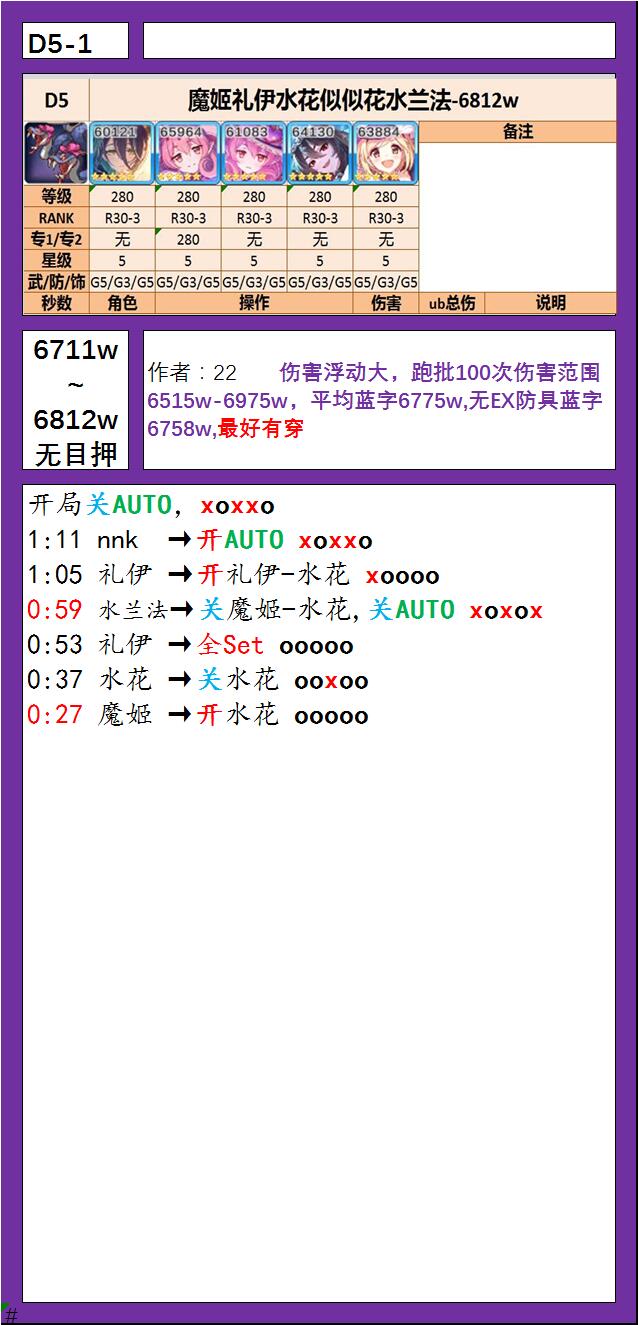 D5-1
D5 魔姬礼伊水花似似花水兰法-6812w
60121 65964 61083 64130 63884 备注
等级 280 280 280 280 280
RANK R30-3 R30-3 R30-3 R30-3 R30-3
专1/专2 无 280 无 无 无
星级 5 5 5 5 5
武/防/饰 G5/G3/G5 G5/G3/G5 G5/G3/G5 G5/G3/G5 G5/G3/G5
秒数 角色 操作 伤害 ub总伤 说明
6711w
~
6812w
无目押
作者：22 伤害浮动大，跑批100次伤害范围
6515w-6975w，平均蓝字6775w,无EX防具蓝字
6758w,最好有穿
开局关AUTO, xoxxo
1:11 nnk →开AUTO xoxxo
1:05 礼伊 →开礼伊-水花 xoooo
0:59 水兰法→关魔姬-水花,关AUTO xoxox
0:53 礼伊 →全Set ooooo
0:37 水花 →关水花 ooxoo
0:27 魔姬 →开水花 ooooo
#